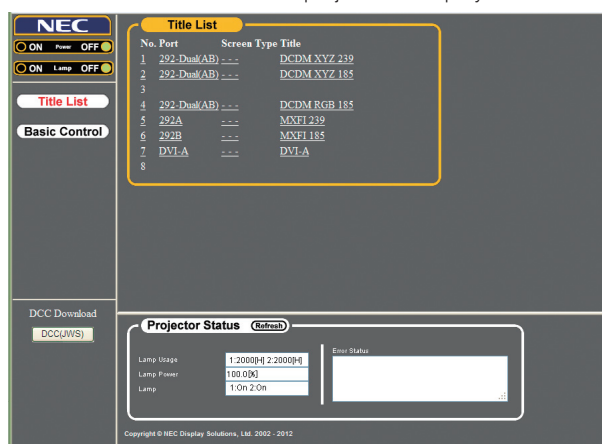 NEC
ON Power OFF
ON Lamp OFF
Title List
Basic Control
DCC Download
DCC(JWS)
Title List
No. Port Screen Type Title
1 292-Dual(AB) - - - DCDM XYZ 239
2 292-Dual(AB) - - - DCDM XYZ 185
3
4 292-Dual(AB) - - - DCDM RGB 185
5 292A - - - MXFI 239
6 292B - - - MXFI 185
7 DVI-A - - - DVI-A
8
Projector Status Refresh
Lamp Usage 1:2000[H] 2:2000[H]
Lamp Power 100.0[%]
Lamp 1:On 2:On
Error Status
Copyright © NEC Display Solutions, Ltd. 2002 - 2012